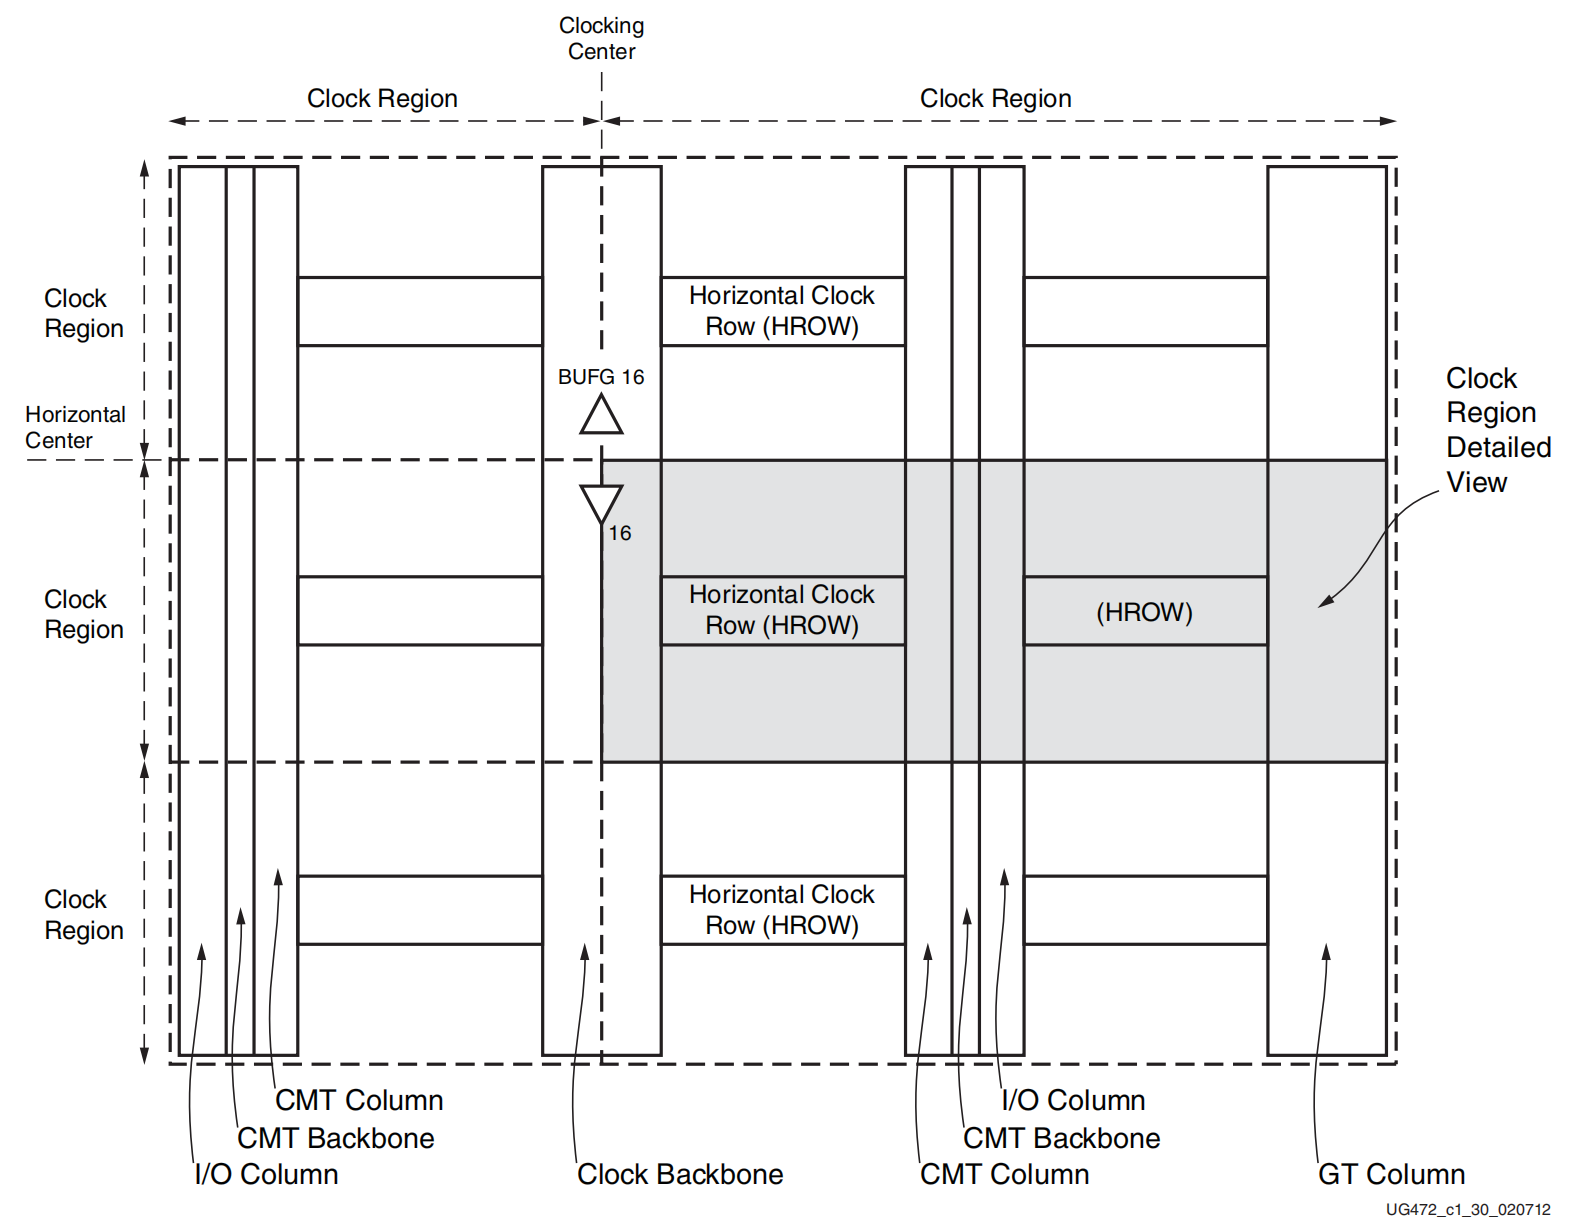 Clocking
Center
Clock Region
Clock Region
Clock
Region
Horizontal Clock
Row (HROW)
BUFG 16
Horizontal
Center
Clock
Region
Detailed
View
16
Clock
Region
Horizontal Clock
Row (HROW)
(HROW)
Clock
Region
Horizontal Clock
Row (HROW)
CMT Column
I/O Column
CMT Backbone
CMT Backbone
I/O Column
Clock Backbone
CMT Column
GT Column
UG472_c1_30_020712